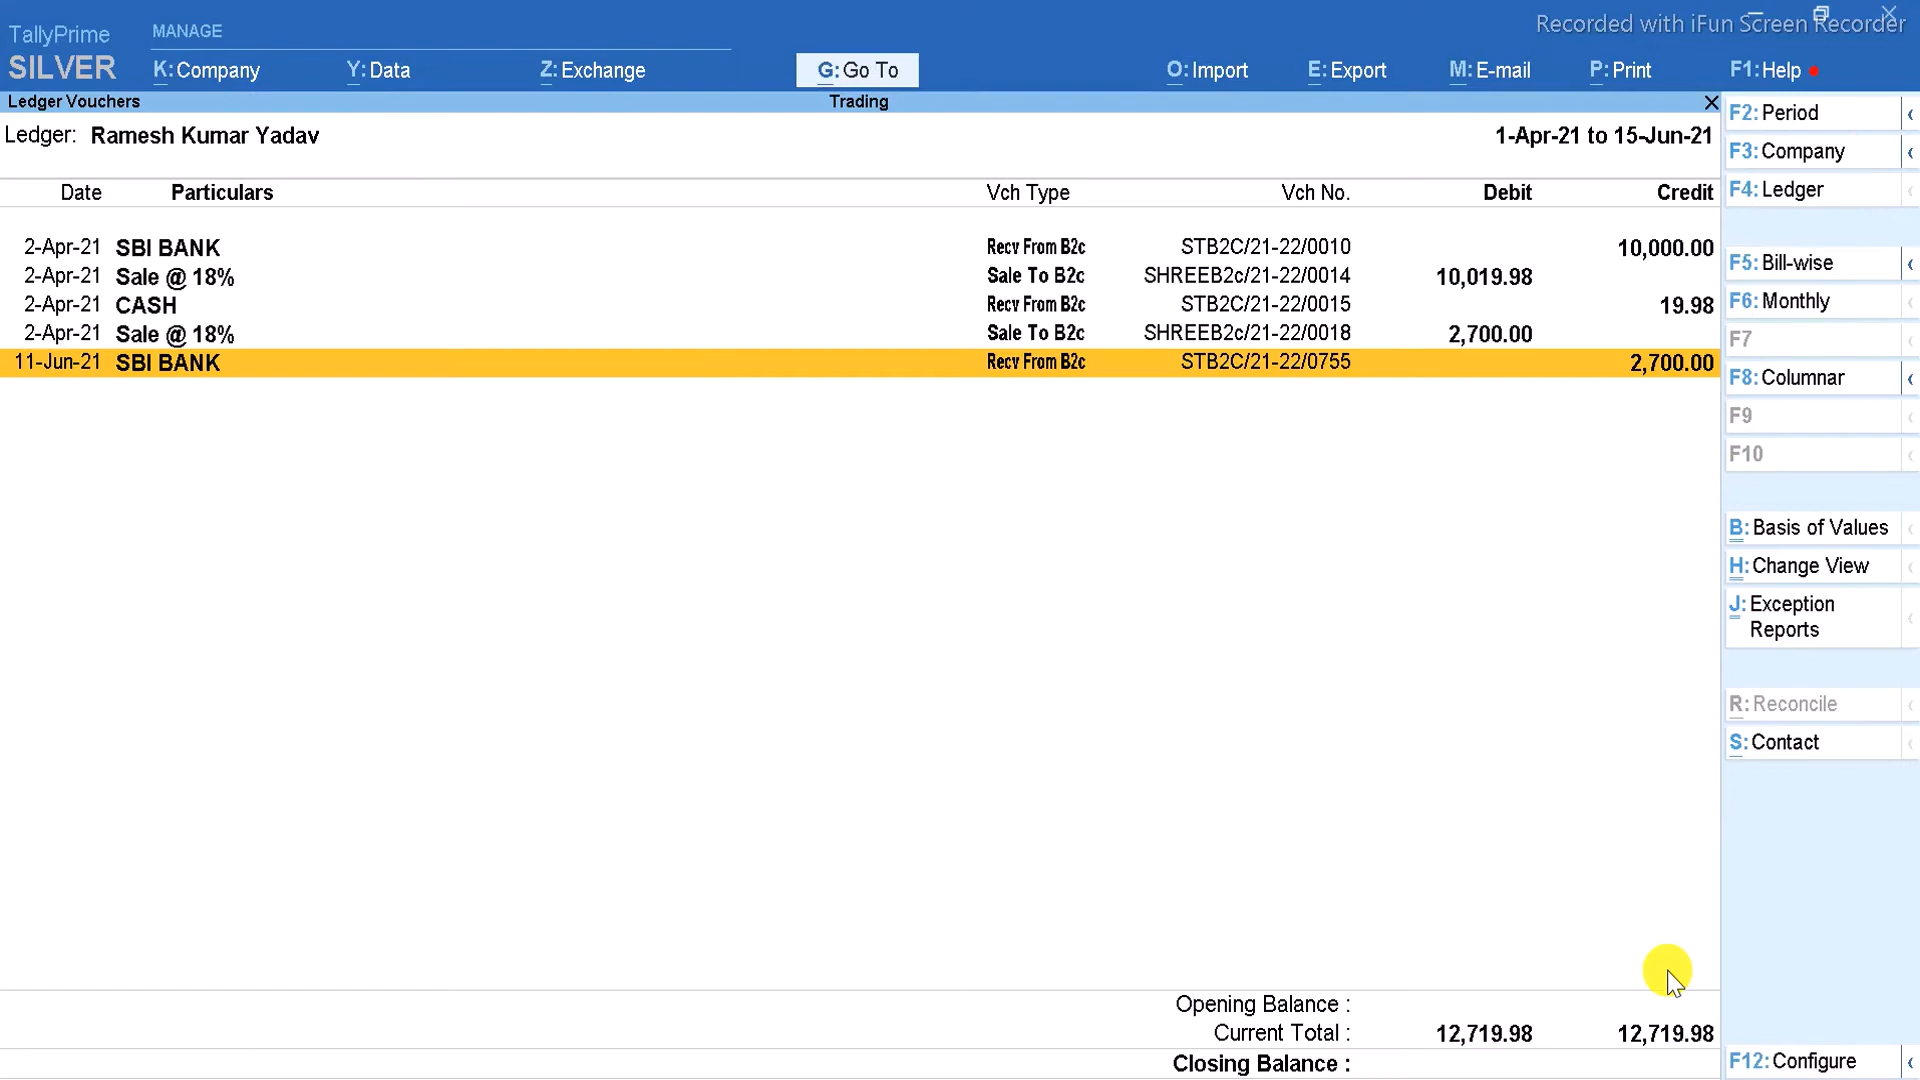 Recorded with iFun Screen Recorder
TallyPrime MANAGE
SILVER K: Company Y: Data Z: Exchange G: Go To O: Import E: Export M: E-mail P: Print F1: Help
Ledger Vouchers Trading
Ledger: Ramesh Kumar Yadav 1-Apr-21 to 15-Jun-21
Date Particulars Vch Type Vch No. Debit Credit
2-Apr-21 SBI BANK Recv From B2c STB2C/21-22/0010 10,000.00
2-Apr-21 Sale @ 18% Sale To B2c SHREEB2c/21-22/0014 10,019.98
2-Apr-21 CASH Recv From B2c STB2C/21-22/0015 19.98
2-Apr-21 Sale @ 18% Sale To B2c SHREEB2c/21-22/0018 2,700.00
11-Jun-21 SBI BANK Recv From B2c STB2C/21-22/0755 2,700.00
Opening Balance :
Current Total : 12,719.98 12,719.98
Closing Balance :
F2: Period
F3: Company
F4: Ledger
F5: Bill-wise
F6: Monthly
F7
F8: Columnar
F9
F10
B: Basis of Values
H: Change View
J: Exception
Reports
R: Reconcile
S: Contact
F12: Configure